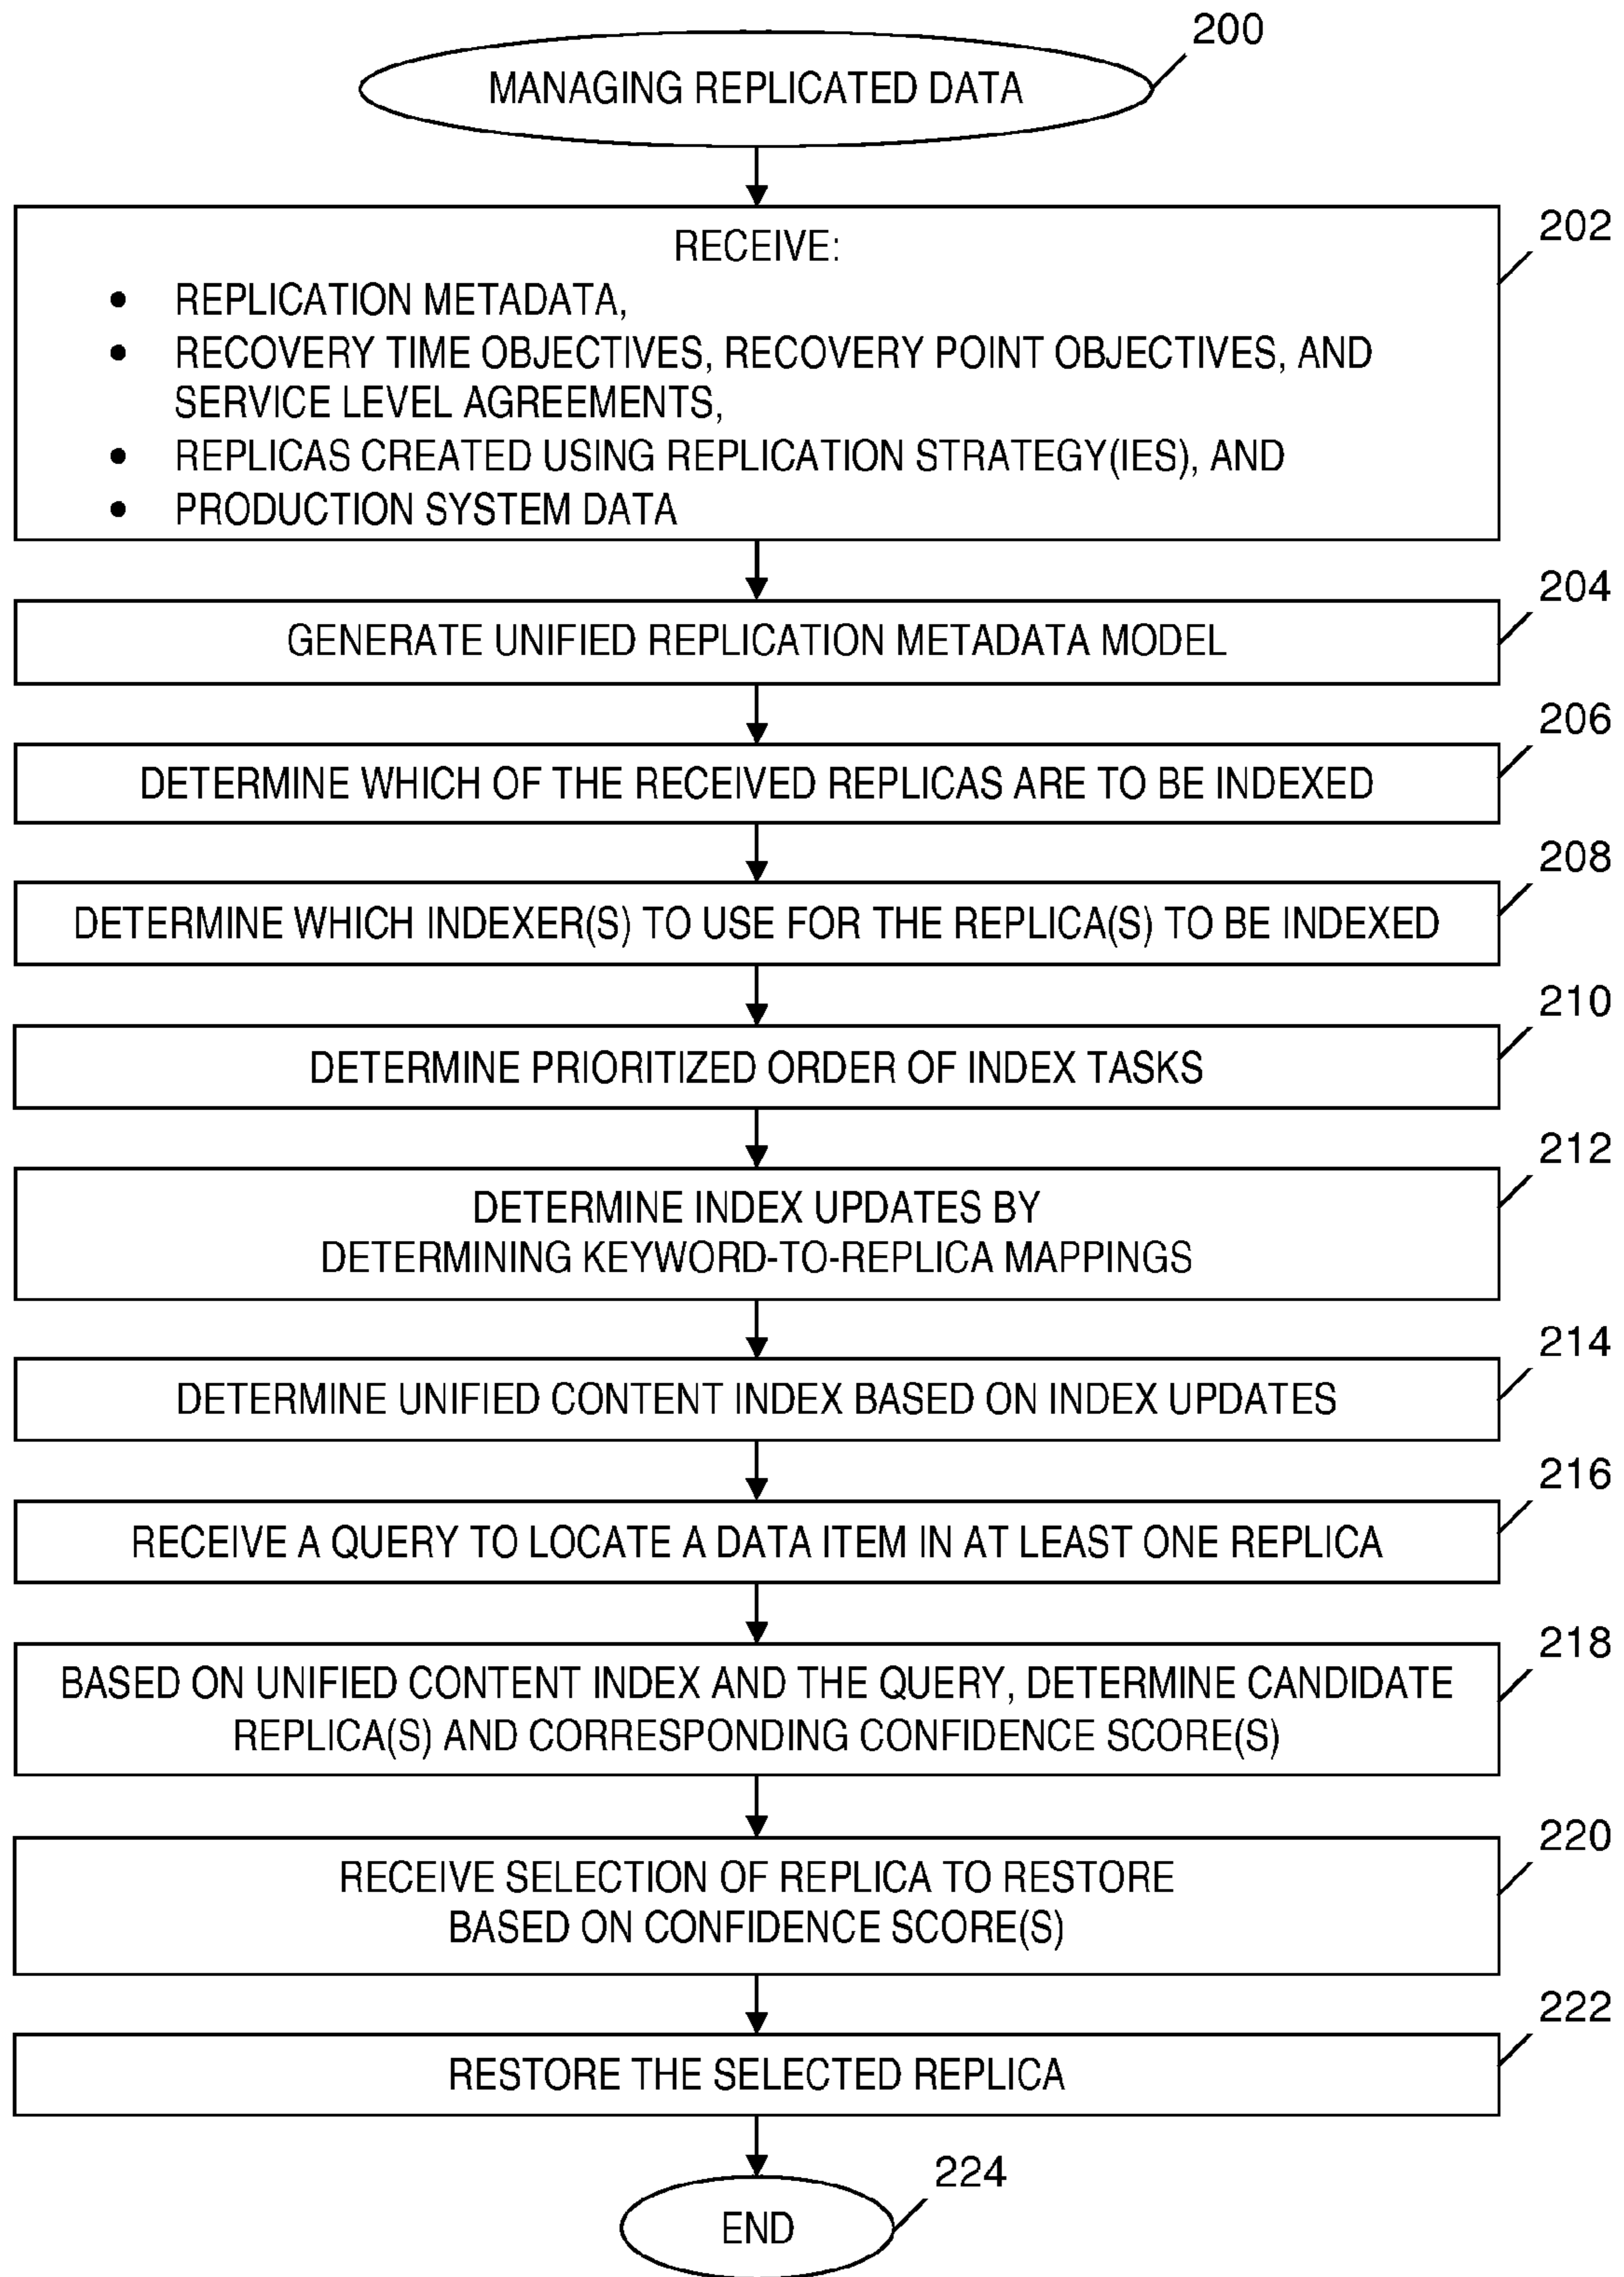 200
MANAGING REPLICATED DATA
202
RECEIVE:
• REPLICATION METADATA,
• RECOVERY TIME OBJECTIVES, RECOVERY POINT OBJECTIVES, AND
SERVICE LEVEL AGREEMENTS,
• REPLICAS CREATED USING REPLICATION STRATEGY(IES), AND
• PRODUCTION SYSTEM DATA
204
GENERATE UNIFIED REPLICATION METADATA MODEL
206
DETERMINE WHICH OF THE RECEIVED REPLICAS ARE TO BE INDEXED
208
DETERMINE WHICH INDEXER(S) TO USE FOR THE REPLICA(S) TO BE INDEXED
210
DETERMINE PRIORITIZED ORDER OF INDEX TASKS
212
DETERMINE INDEX UPDATES BY
DETERMINING KEYWORD-TO-REPLICA MAPPINGS
214
DETERMINE UNIFIED CONTENT INDEX BASED ON INDEX UPDATES
216
RECEIVE A QUERY TO LOCATE A DATA ITEM IN AT LEAST ONE REPLICA
218
BASED ON UNIFIED CONTENT INDEX AND THE QUERY, DETERMINE CANDIDATE
REPLICA(S) AND CORRESPONDING CONFIDENCE SCORE(S)
220
RECEIVE SELECTION OF REPLICA TO RESTORE
BASED ON CONFIDENCE SCORE(S)
222
RESTORE THE SELECTED REPLICA
224
END